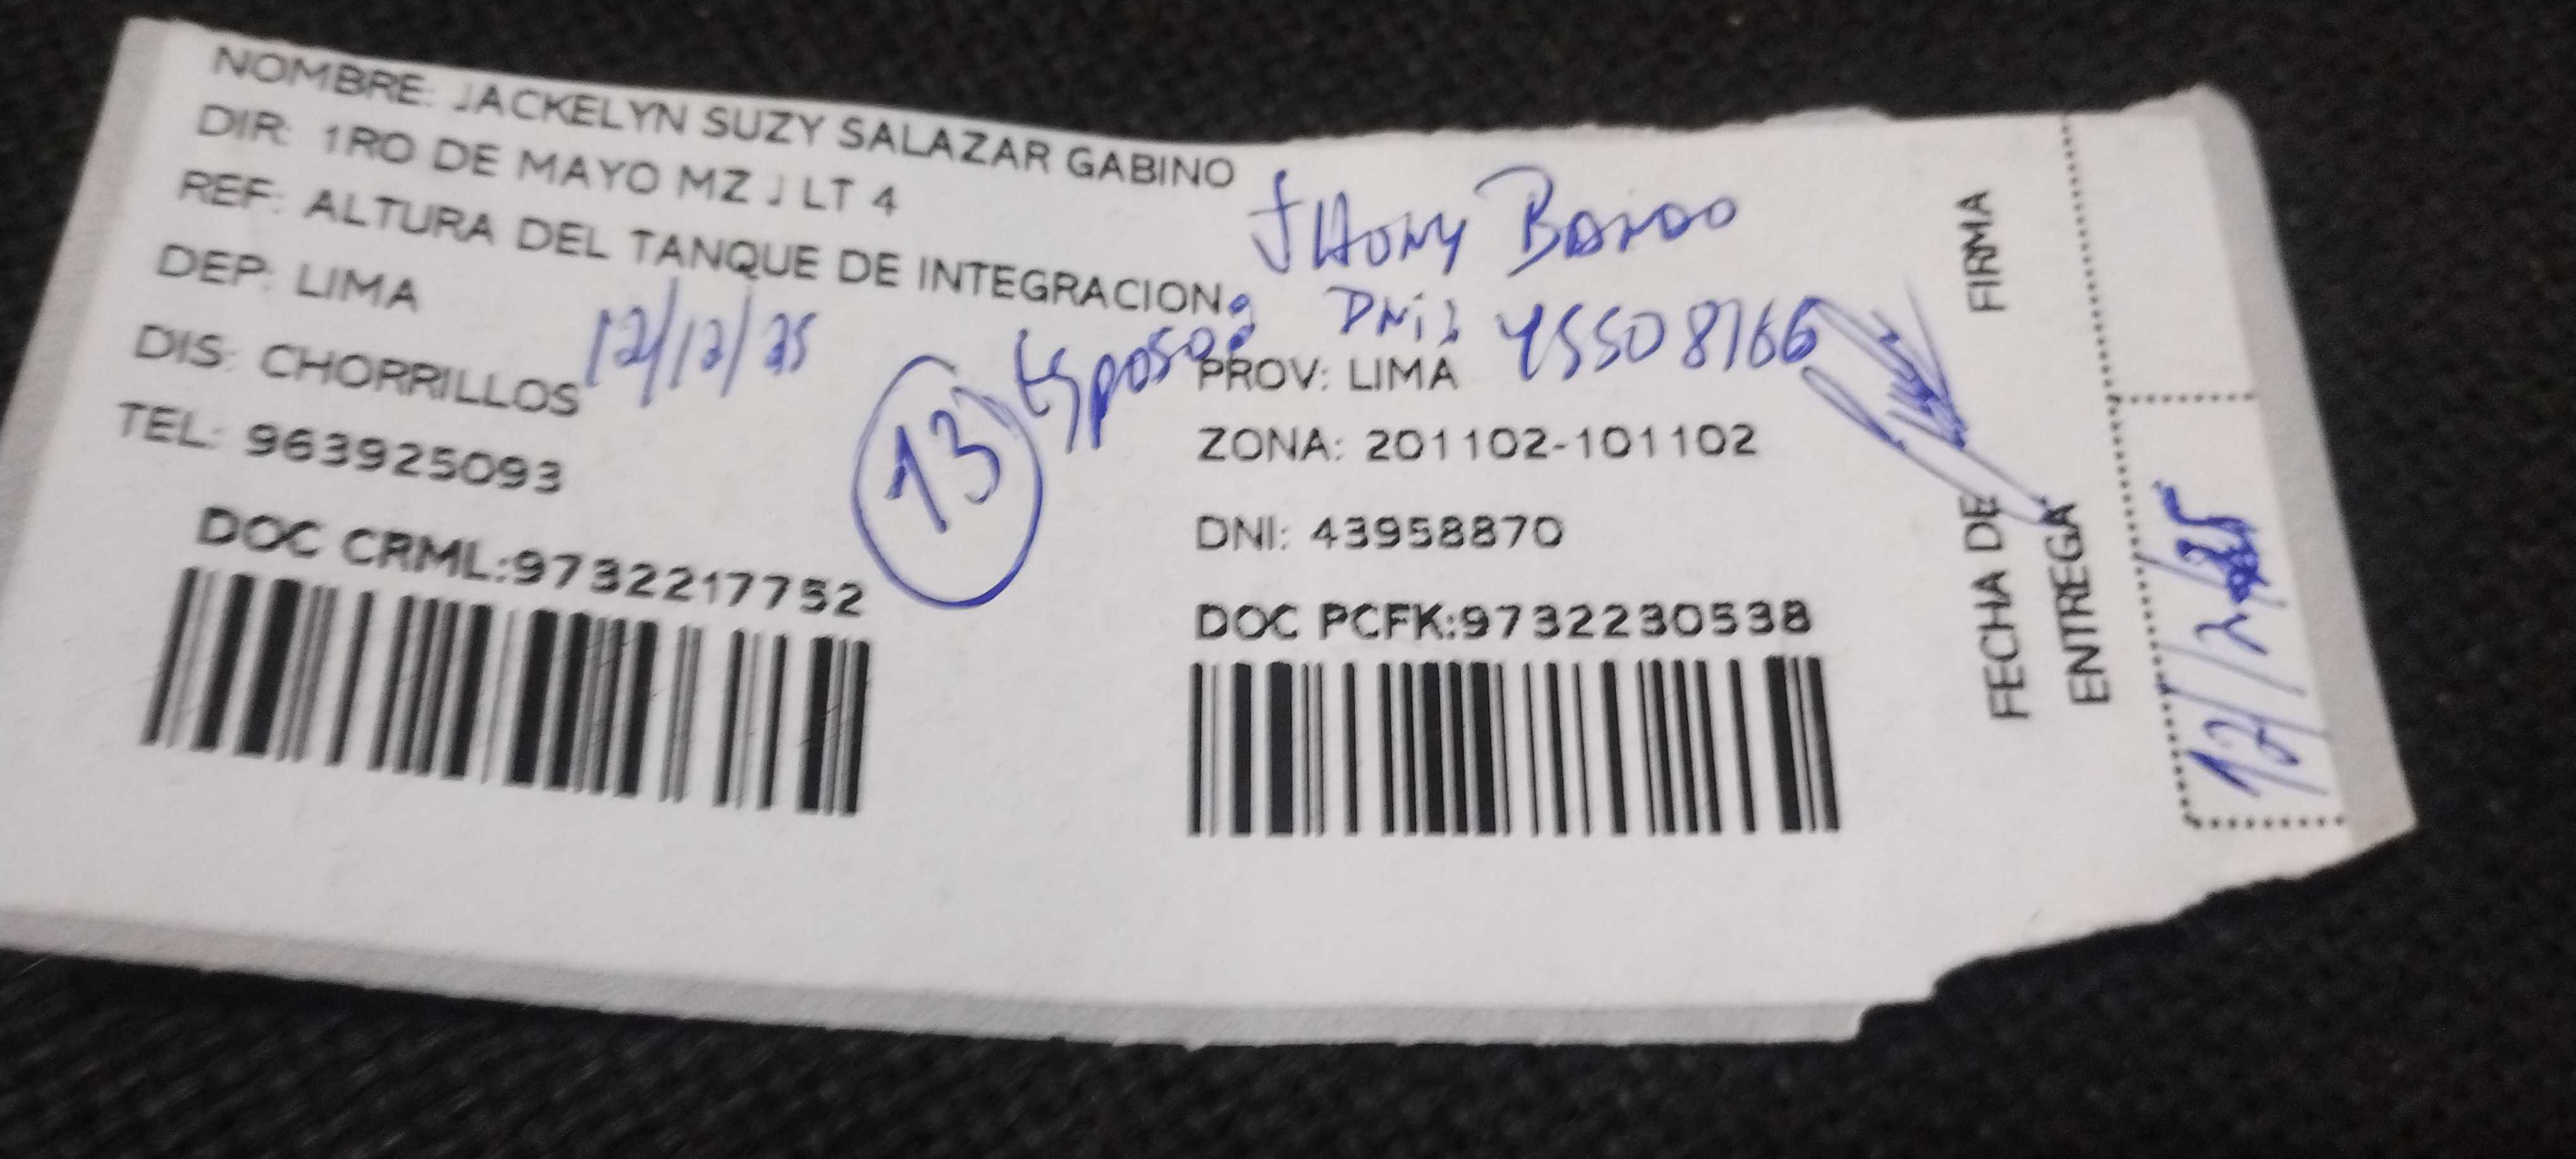 NOMBRE: JACKELYN SUZY SALAZAR GABINO
DIR: 1RO DE MAYO MZ J LT 4
REF: ALTURA DEL TANQUE DE INTEGRACION
DEP: LIMA
DIS: CHORRILLOS
12/12/25
TEL: 963925093
13
Esposo:
JHONY
DNi: 45508766
PROV: LIMA
ZONA: 201102-101102
DNI: 43958870
DOC CRML:9732217752
DOC PCFK:9732230538
FIRMA
FECHA DE
ENTREGA